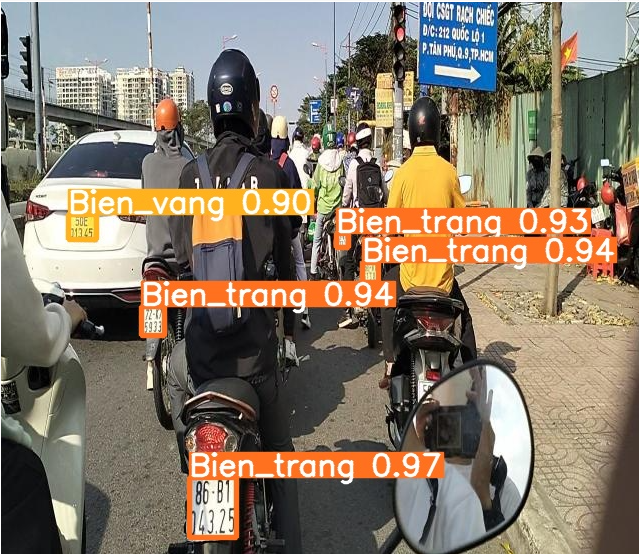 ĐỘI CSGT RẠCH CHIẾC
Đ/C: 212 QUỐC LỘ 1
P.TÂN PHÚ,Q.9,TP.HCM
Bien_vang 0.90
Bien_trang 0.93
Bien_trang 0.94
Bien_trang 0.94
5933
Bien_trang 0.97
86-B1
143.25